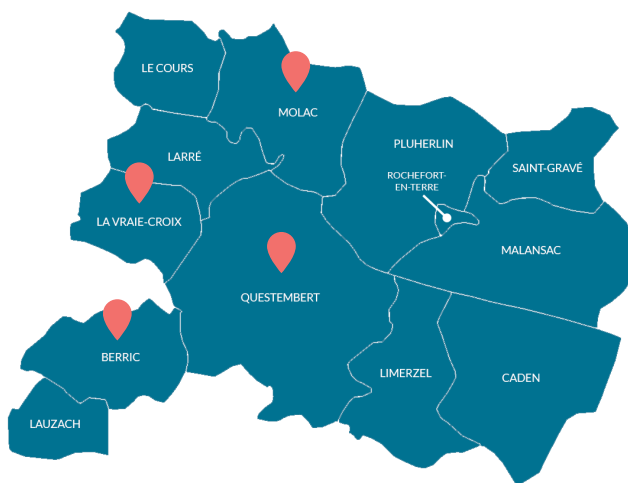 LE COURS
MOLAC
PLUHERLIN
LARRÉ
SAINT-GRAVÉ
ROCHEFORT-
EN-TERRE
LA VRAIE-CROIX
MALANSAC
QUESTEMBERT
BERRIC
LIMERZEL
CADEN
LAUZACH